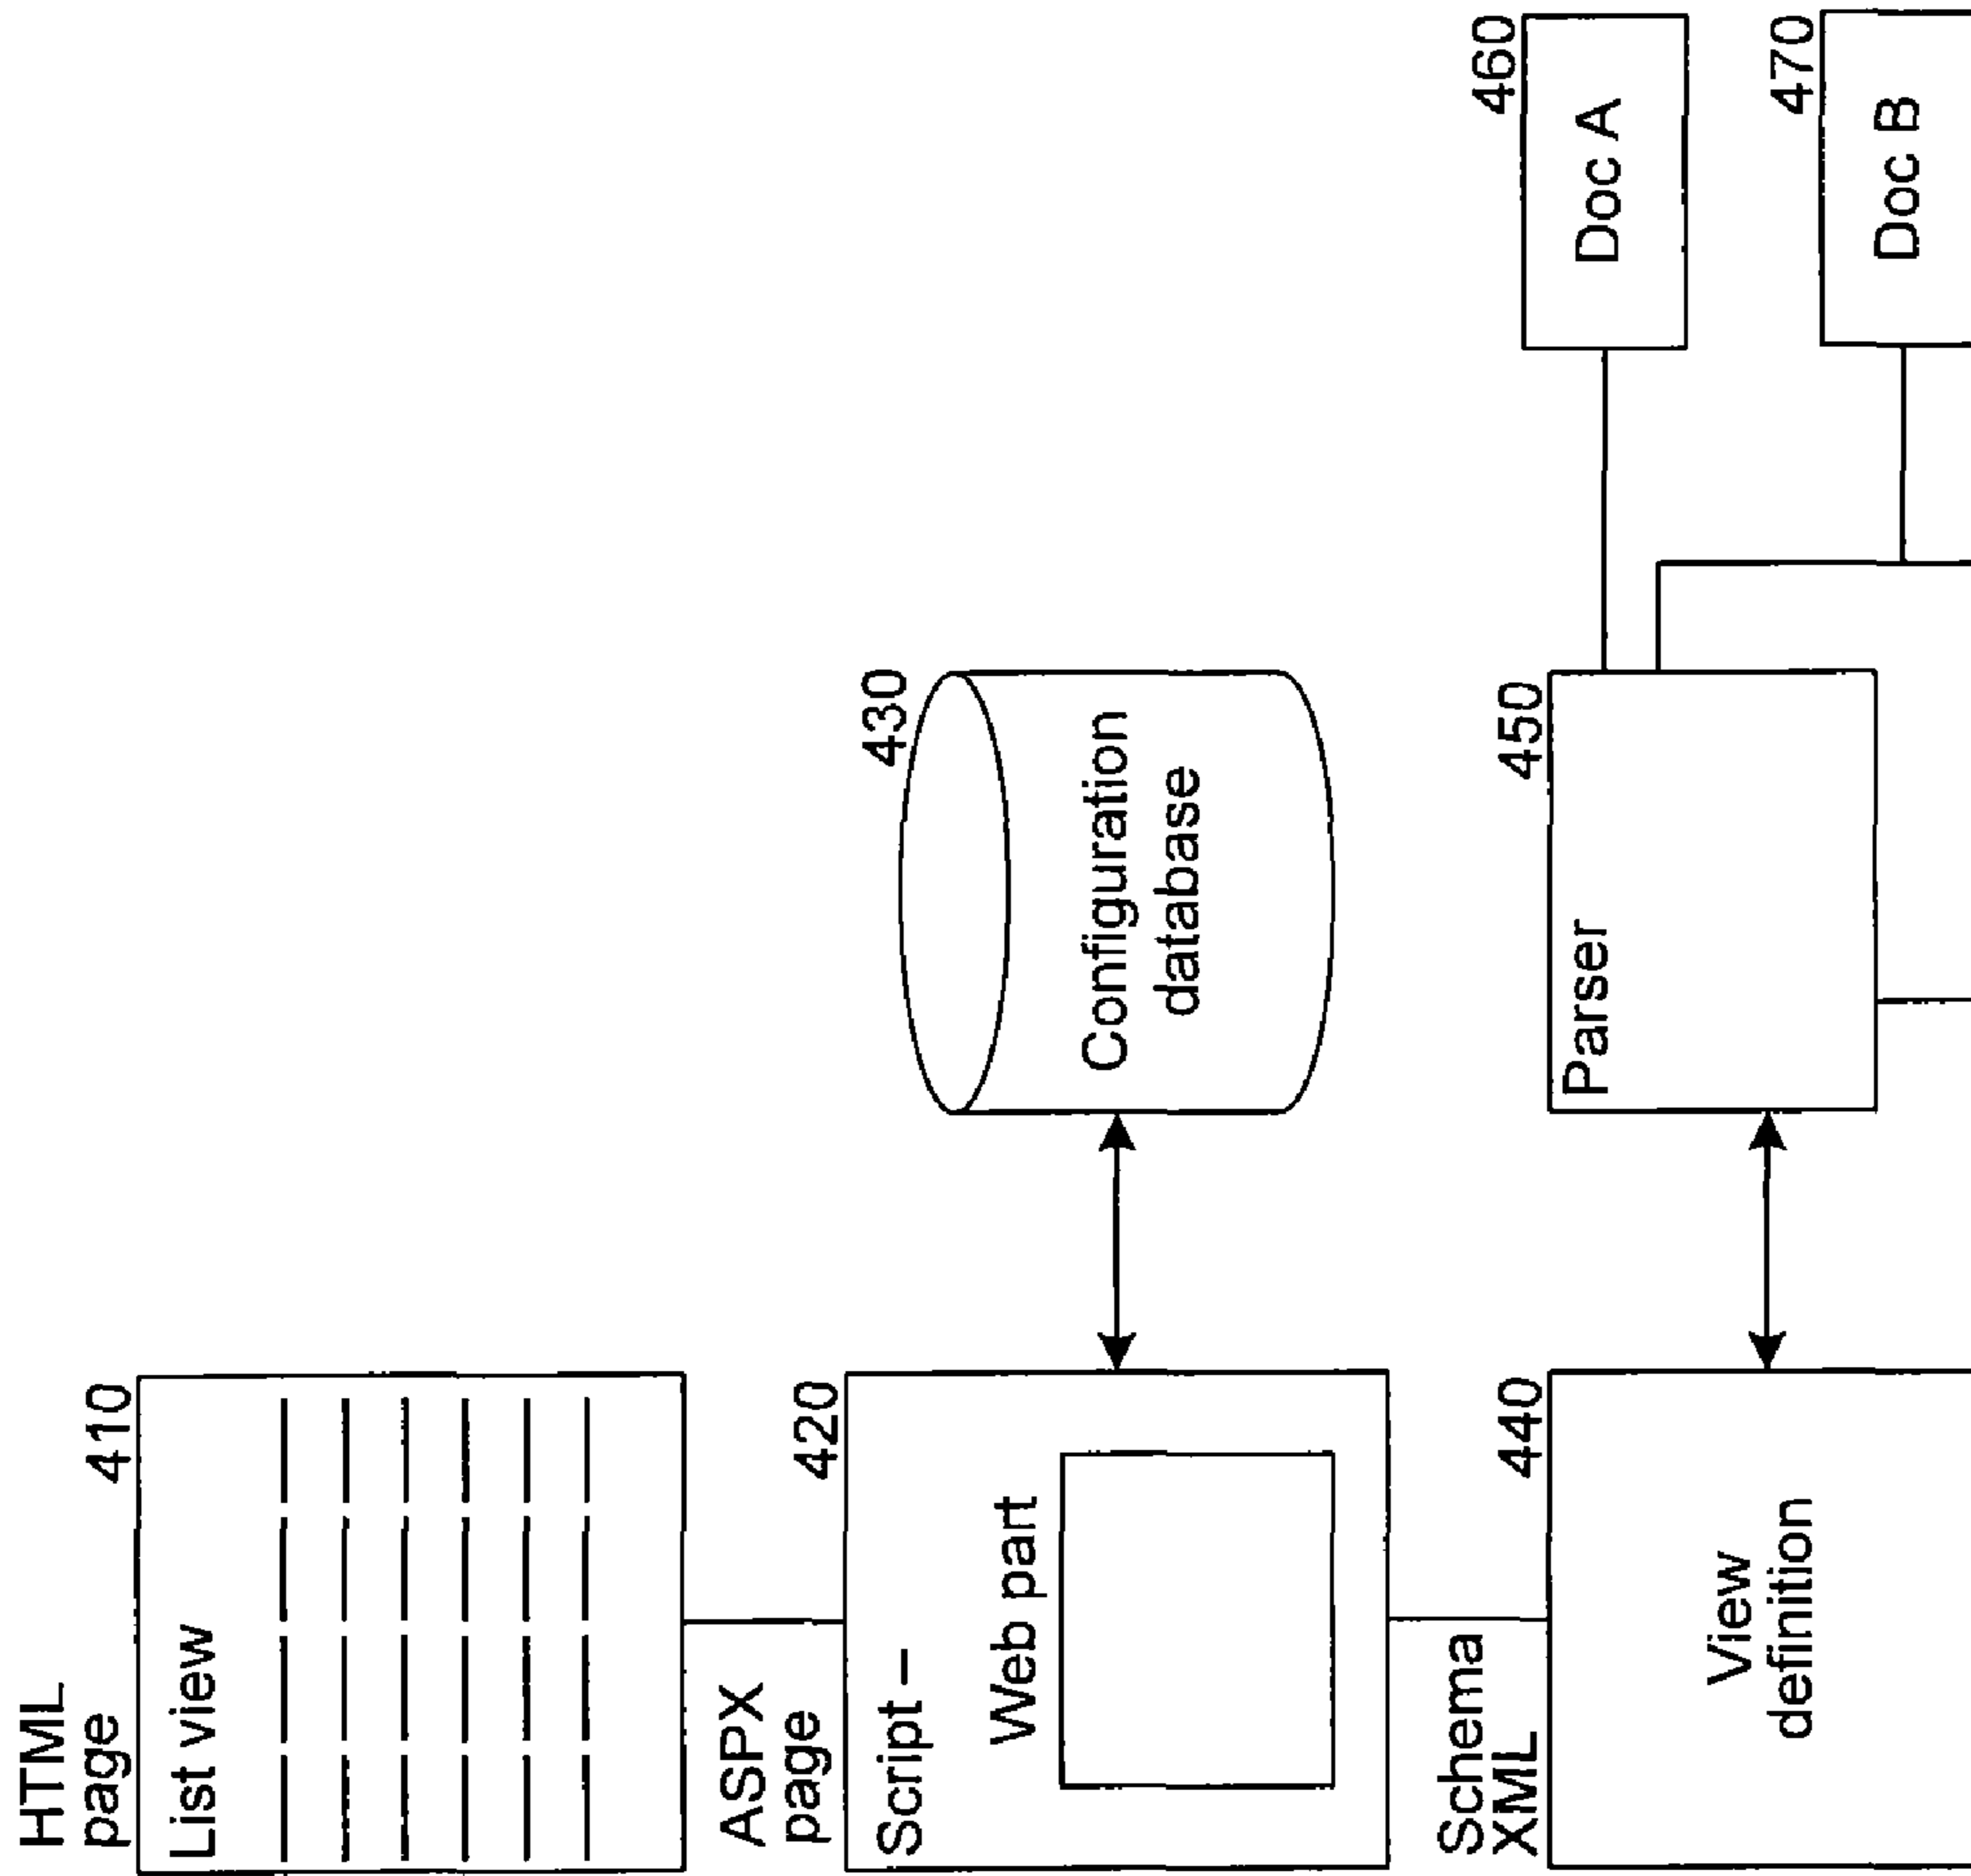 HTML
page
410
List view
ASPX
page
420
Script –
Web part
430
Configuration
database
Schema
XML
440
View
definition
450
Parser
460
Doc A
470
Doc B